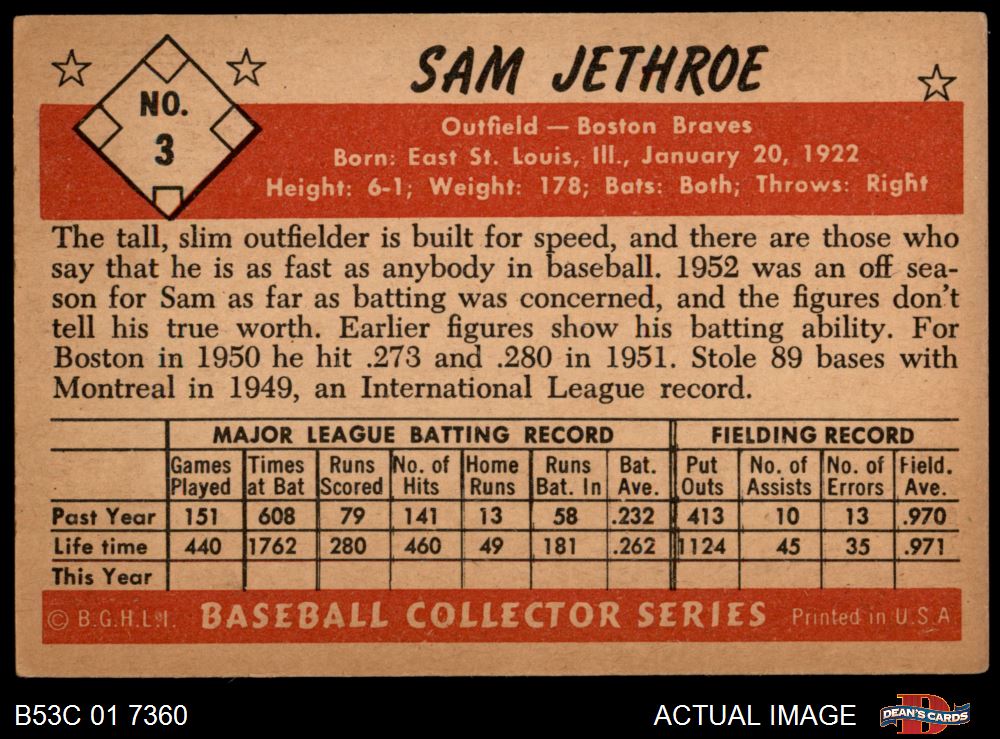 NO.
3
SAM JETHROE
Outfield — Boston Braves
Born: East St. Louis, Ill., January 20, 1922
Height: 6-1; Weight: 178; Bats: Both; Throws: Right
The tall, slim outfielder is built for speed, and there are those who
say that he is as fast as anybody in baseball. 1952 was an off sea-
son for Sam as far as batting was concerned, and the figures don't
tell his true worth. Earlier figures show his batting ability. For
Boston in 1950 he hit .273 and .280 in 1951. Stole 89 bases with
Montreal in 1949, an International League record.
MAJOR LEAGUE BATTING RECORD FIELDING RECORD
Games Times Runs No. of Home Runs Bat. Put No. of No. of Field.
Played at Bat Scored Hits Runs Bat. In Ave. Outs Assists Errors Ave.
Past Year 151 608 79 141 13 58 .232 413 10 13 .970
Life time 440 1762 280 460 49 181 .262 1124 45 35 .971
This Year
© B.G.H.L.I. BASEBALL COLLECTOR SERIES Printed in U.S.A.
B53C 01 7360 ACTUAL IMAGE DEAN'S CARDS